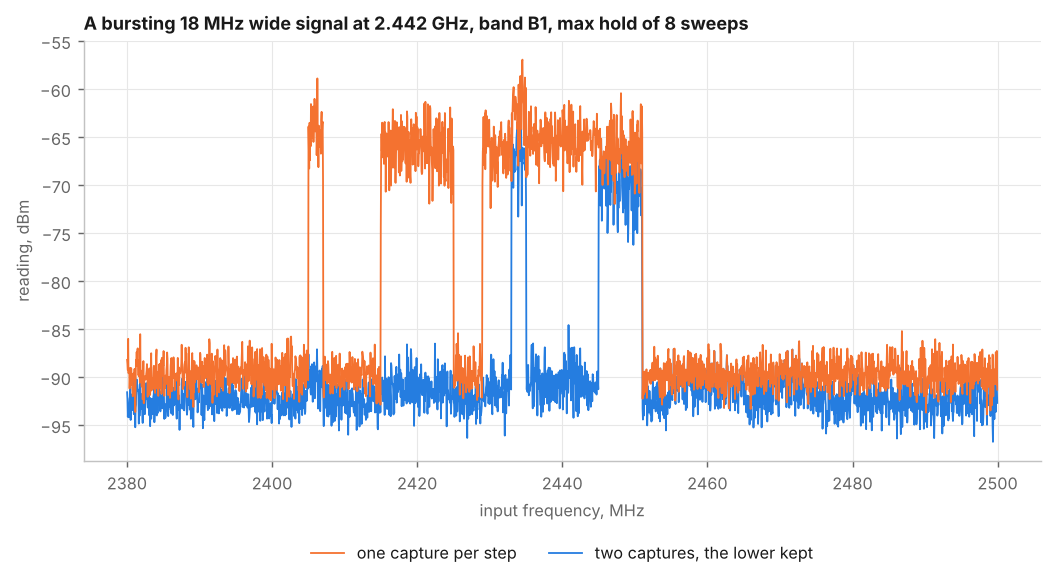 A bursting 18 MHz wide signal at 2.442 GHz, band B1, max hold of 8 sweeps
reading, dBm
−55
−60
−65
−70
−75
−80
−85
−90
−95
2380 2400 2420 2440 2460 2480 2500
input frequency, MHz
one capture per step two captures, the lower kept